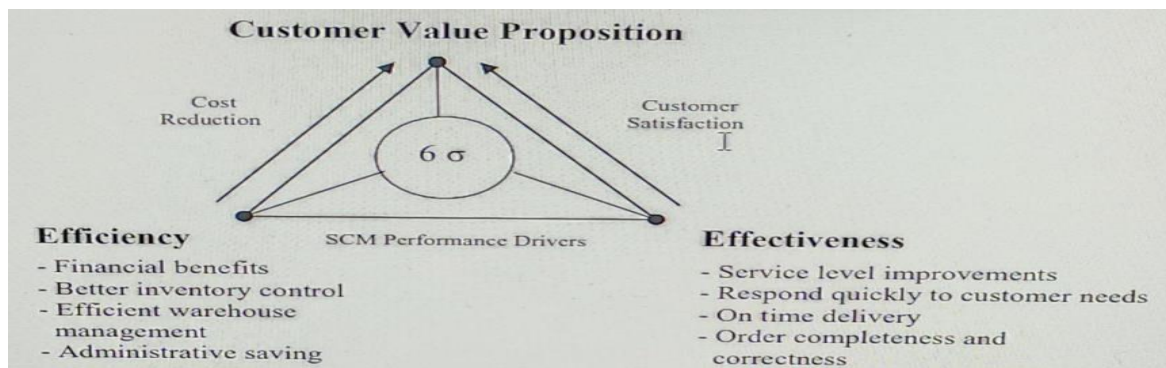 Customer Value Proposition
Cost
Reduction
Customer
Satisfaction
6 σ
Efficiency
SCM Performance Drivers
- Financial benefits
- Better inventory control
- Efficient warehouse
management
- Administrative saving
Effectiveness
- Service level improvements
- Respond quickly to customer needs
- On time delivery
- Order completeness and
correctness